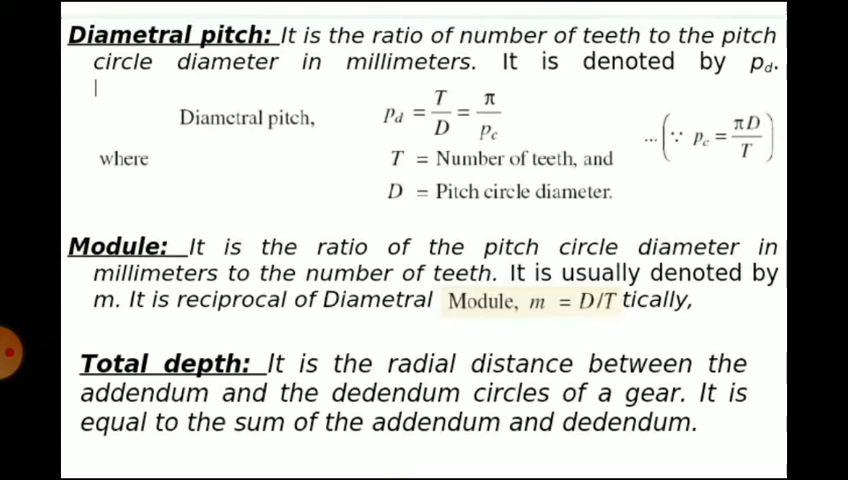 Diametral pitch: It is the ratio of number of teeth to the pitch
circle diameter in millimeters. It is denoted by pd.
Diametral pitch, pd = T/D = π/pc ... (∵ pc = πD/T)
where T = Number of teeth, and
D = Pitch circle diameter.
Module: It is the ratio of the pitch circle diameter in
millimeters to the number of teeth. It is usually denoted by
m. It is reciprocal of Diametral Module, m = D/T tically,
Total depth: It is the radial distance between the
addendum and the dedendum circles of a gear. It is
equal to the sum of the addendum and dedendum.